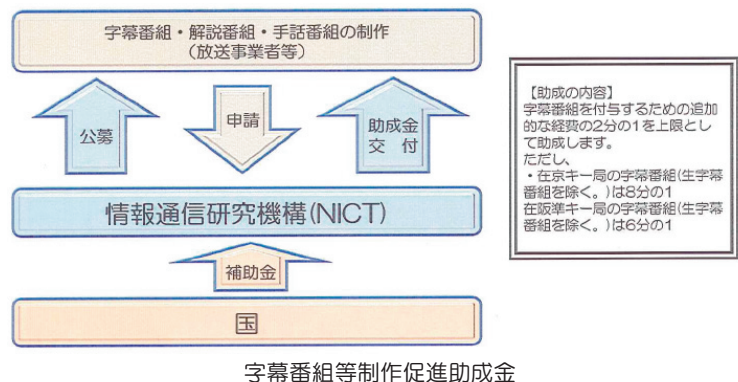 字幕番組・解説番組・手話番組の制作
(放送事業者等)
公募
申請
助成金
交　付
情報通信研究機構(NICT)
補助金
国
【助成の内容】
字幕番組を付与するための追加
的な経費の2分の1を上限とし
て助成します。
ただし、
・在京キー局の字幕番組(生字幕
番組を除く。)は8分の1
在阪準キー局の字幕番組(生字幕
番組を除く。)は6分の1
字幕番組等制作促進助成金